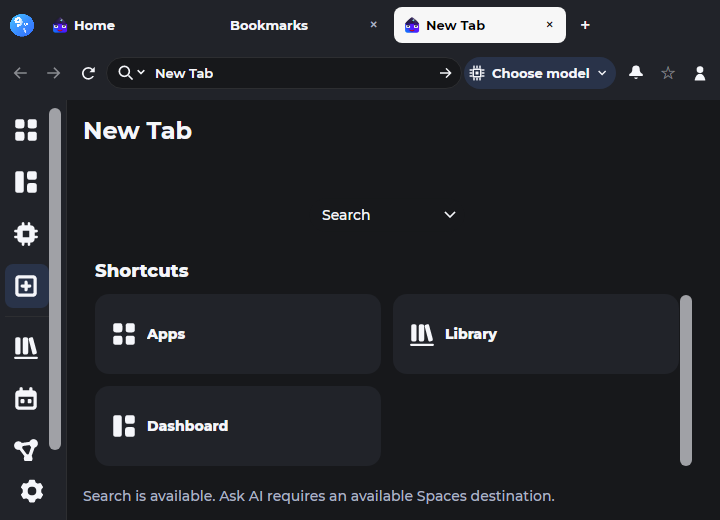 Home
Bookmarks
New Tab
New Tab
Choose model
New Tab
Search
Shortcuts
Apps
Library
Dashboard
Search is available. Ask AI requires an available Spaces destination.